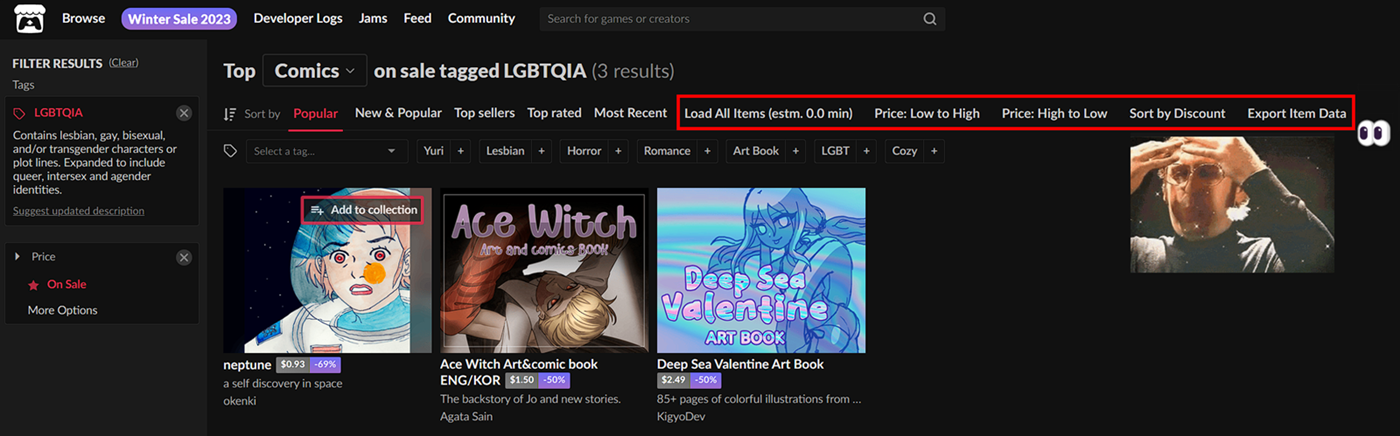 Browse Winter Sale 2023 Developer Logs Jams Feed Community Search for games or creators
FILTER RESULTS (Clear)
Tags
LGBTQIA
Contains lesbian, gay, bisexual,
and/or transgender characters or
plot lines. Expanded to include
queer, intersex and agender
identities.
Suggest updated description
Price
On Sale
More Options
Top Comics on sale tagged LGBTQIA (3 results)
Sort by Popular New & Popular Top sellers Top rated Most Recent Load All Items (estm. 0.0 min) Price: Low to High Price: High to Low Sort by Discount Export Item Data
Select a tag... Yuri + Lesbian + Horror + Romance + Art Book + LGBT + Cozy +
Add to collection
neptune $0.93 -69%
a self discovery in space
okenki
Ace Witch
Art and comics BOOK
Ace Witch Art&comic book
ENG/KOR $1.50 -50%
The backstory of Jo and new stories.
Agata Sain
Deep Sea
Valentine
ART BOOK
Deep Sea Valentine Art Book
$2.49 -50%
85+ pages of colorful illustrations from ...
KigyoDev